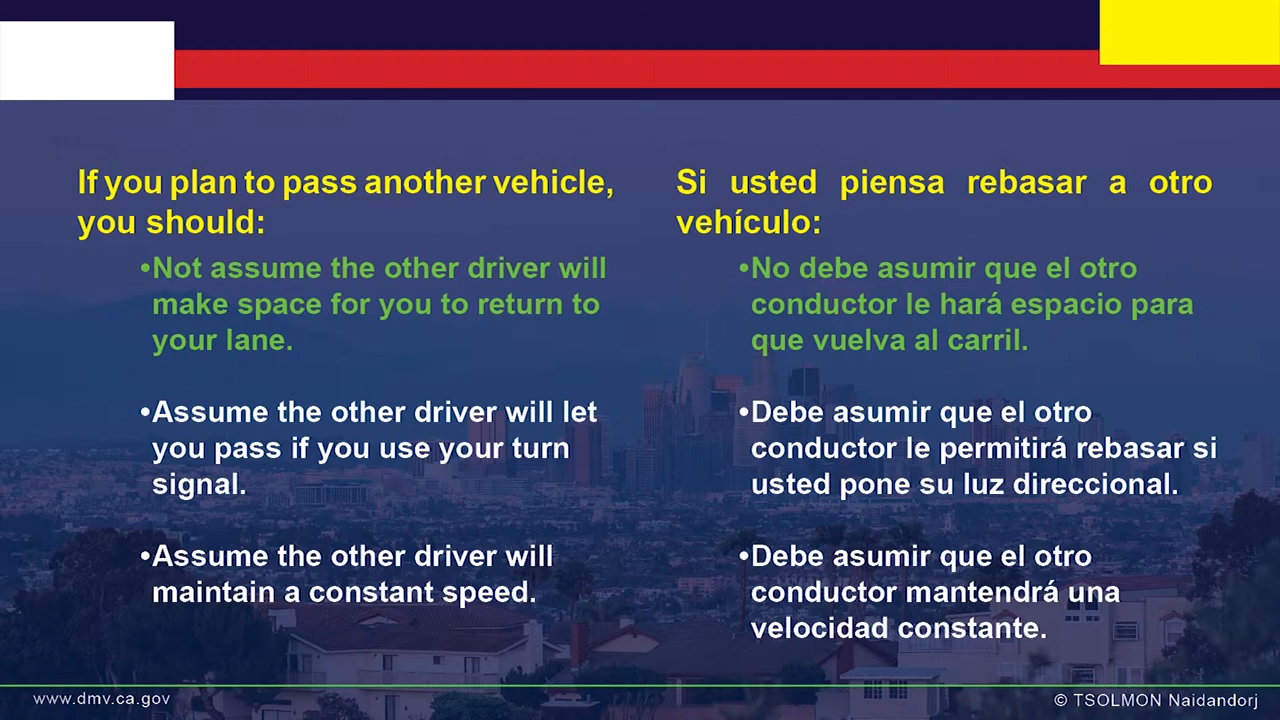 If you plan to pass another vehicle,
you should:
•Not assume the other driver will
make space for you to return to
your lane.
•Assume the other driver will let
you pass if you use your turn
signal.
•Assume the other driver will
maintain a constant speed.
Si usted piensa rebasar a otro
vehículo:
•No debe asumir que el otro
conductor le hará espacio para
que vuelva al carril.
•Debe asumir que el otro
conductor le permitirá rebasar si
usted pone su luz direccional.
•Debe asumir que el otro
conductor mantendrá una
velocidad constante.
www.dmv.ca.gov
© TSOLMON Naidandorj